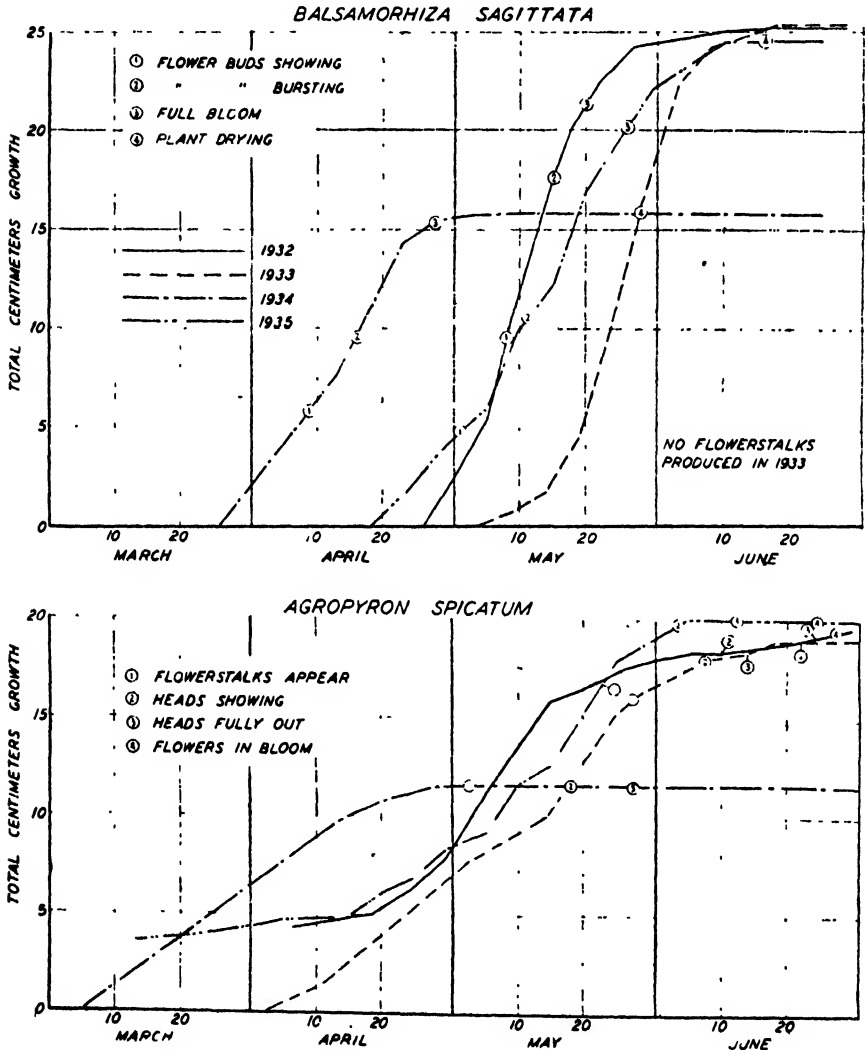 BALSAMORHIZA SAGITTATA
25
20
15
10
5
0
TOTAL CENTIMETERS GROWTH
① FLOWER BUDS SHOWING
② " " BURSTING
③ FULL BLOOM
④ PLANT DRYING
1932
1933
1934
1935
NO FLOWERSTALKS
PRODUCED IN 1933
10 20 10 20 10 20 10 20
MARCH APRIL MAY JUNE
AGROPYRON SPICATUM
20
15
10
5
0
TOTAL CENTIMETERS GROWTH
① FLOWERSTALKS APPEAR
② HEADS SHOWING
③ HEADS FULLY OUT
④ FLOWERS IN BLOOM
10 20 10 20 10 20 10 20
MARCH APRIL MAY JUNE